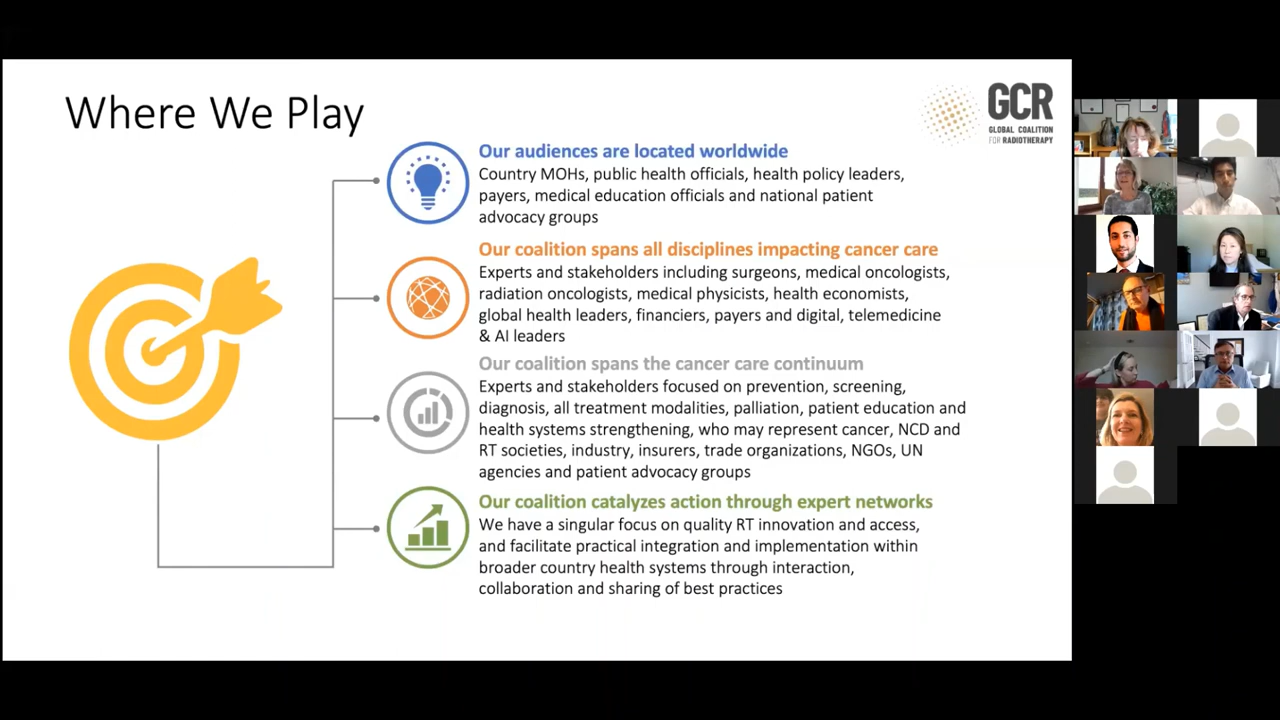 Where We Play
GCR
GLOBAL COALITION
FOR RADIOTHERAPY
Our audiences are located worldwide
Country MOHs, public health officials, health policy leaders,
payers, medical education officials and national patient
advocacy groups
Our coalition spans all disciplines impacting cancer care
Experts and stakeholders including surgeons, medical oncologists,
radiation oncologists, medical physicists, health economists,
global health leaders, financiers, payers and digital, telemedicine
& AI leaders
Our coalition spans the cancer care continuum
Experts and stakeholders focused on prevention, screening,
diagnosis, all treatment modalities, palliation, patient education and
health systems strengthening, who may represent cancer, NCD and
RT societies, industry, insurers, trade organizations, NGOs, UN
agencies and patient advocacy groups
Our coalition catalyzes action through expert networks
We have a singular focus on quality RT innovation and access,
and facilitate practical integration and implementation within
broader country health systems through interaction,
collaboration and sharing of best practices